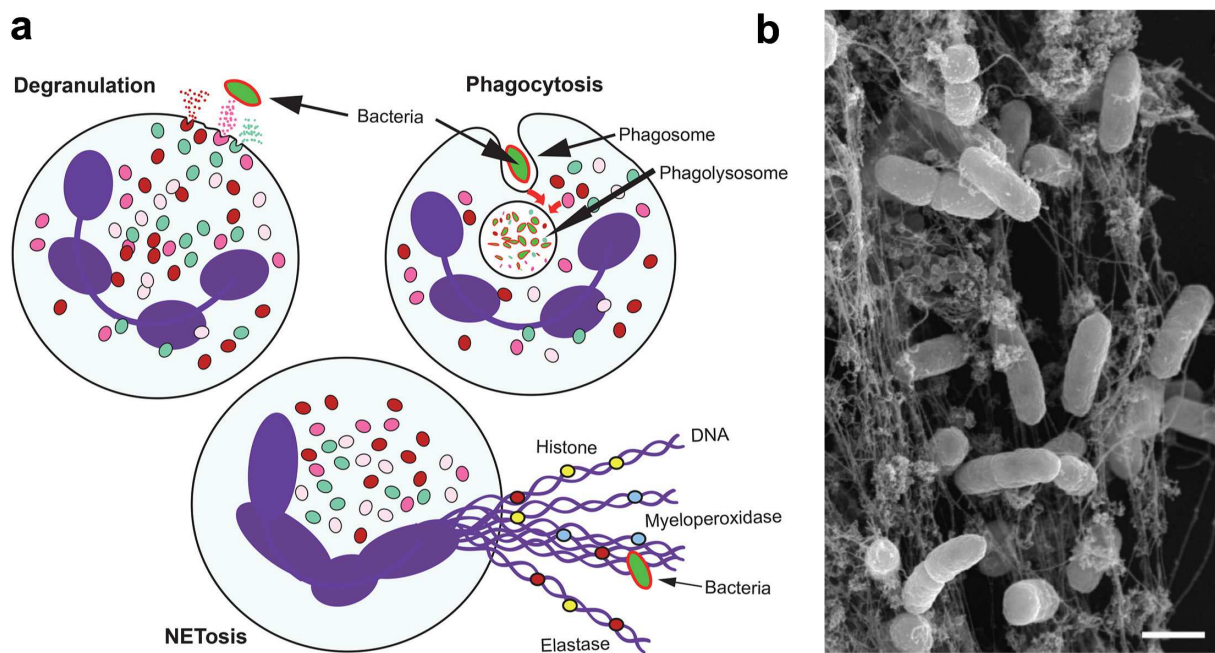 a
b
Degranulation
Phagocytosis
Bacteria
Phagosome
Phagolysosome
DNA
Histone
Myeloperoxidase
Bacteria
NETosis
Elastase